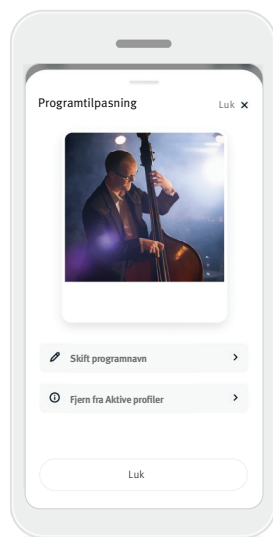 Programtilpasning
Luk ×
Skift programnavn
Fjern fra Aktive profiler
Luk